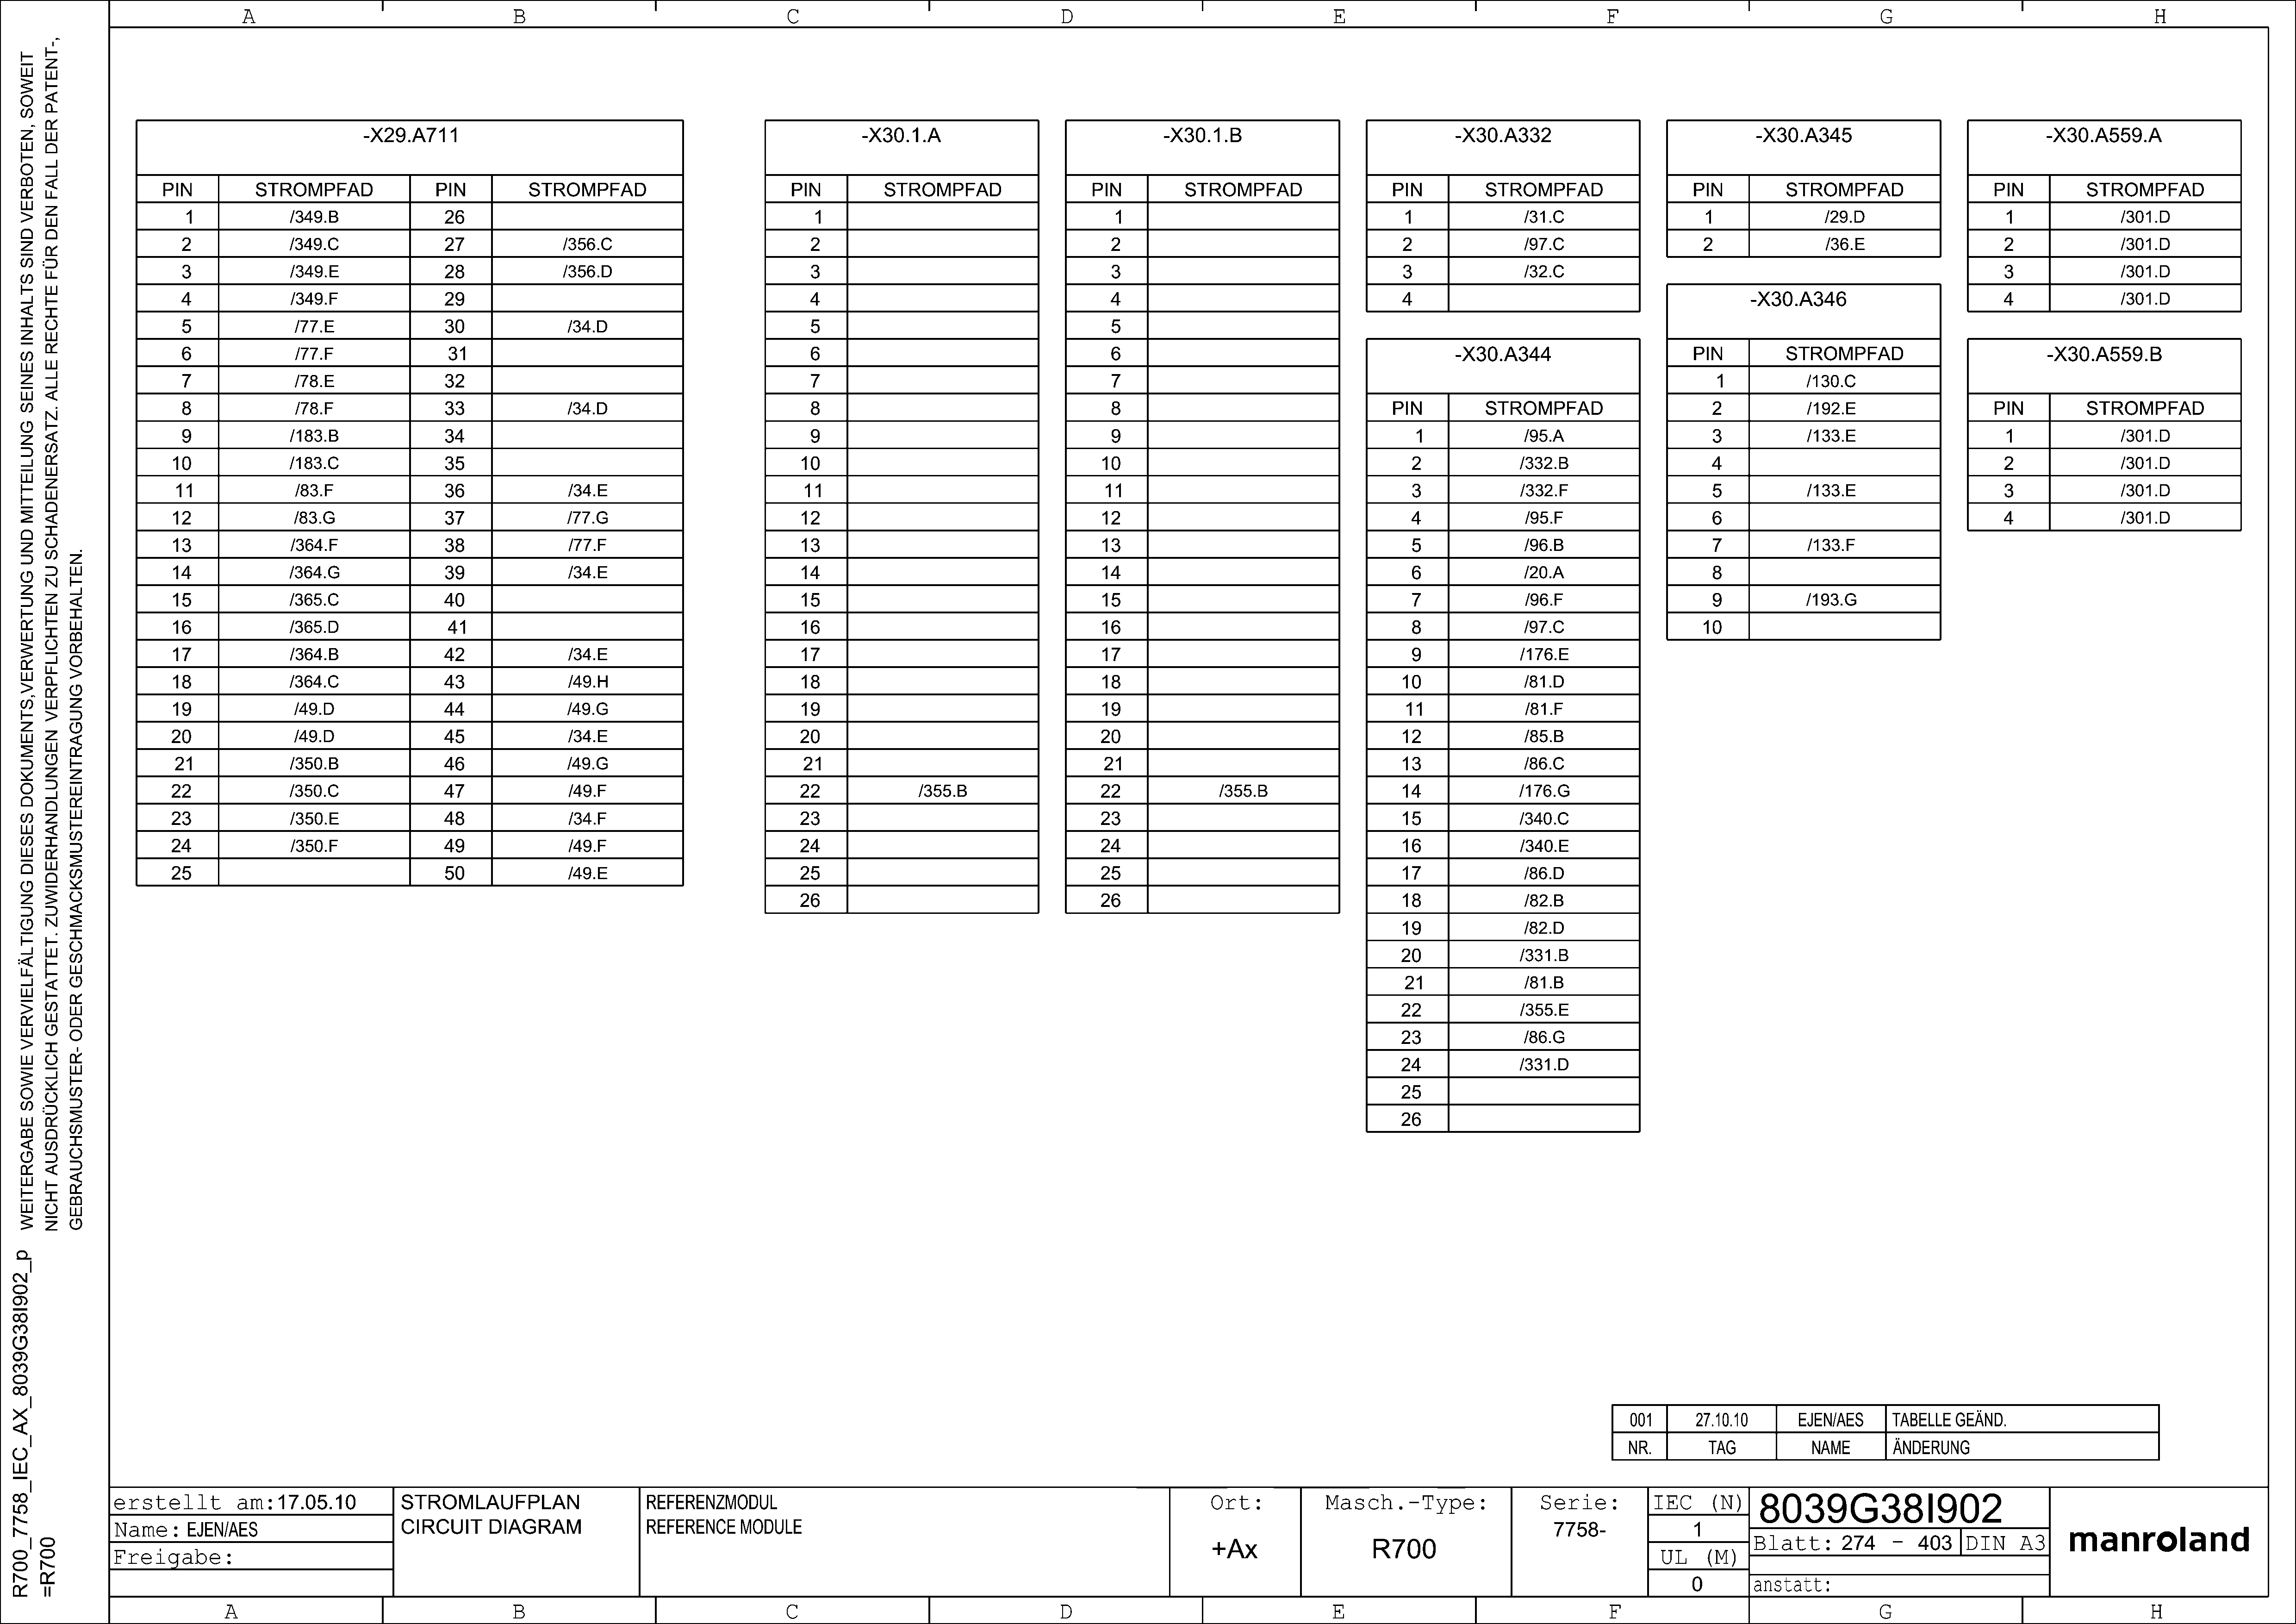 A B C D E F G H
-X29.A711
PIN STROMPFAD PIN STROMPFAD
1 /349.B 26
2 /349.C 27 /356.C
3 /349.E 28 /356.D
4 /349.F 29
5 /77.E 30 /34.D
6 /77.F 31
7 /78.E 32
8 /78.F 33 /34.D
9 /183.B 34
10 /183.C 35
11 /83.F 36 /34.E
12 /83.G 37 /77.G
13 /364.F 38 /77.F
14 /364.G 39 /34.E
15 /365.C 40
16 /365.D 41
17 /364.B 42 /34.E
18 /364.C 43 /49.H
19 /49.D 44 /49.G
20 /49.D 45 /34.E
21 /350.B 46 /49.G
22 /350.C 47 /49.F
23 /350.E 48 /34.F
24 /350.F 49 /49.F
25 50 /49.E
-X30.1.A
PIN STROMPFAD
1
2
3
4
5
6
7
8
9
10
11
12
13
14
15
16
17
18
19
20
21
22 /355.B
23
24
25
26
-X30.1.B
PIN STROMPFAD
1
2
3
4
5
6
7
8
9
10
11
12
13
14
15
16
17
18
19
20
21
22 /355.B
23
24
25
26
-X30.A332
PIN STROMPFAD
1 /31.C
2 /97.C
3 /32.C
4
-X30.A344
PIN STROMPFAD
1 /95.A
2 /332.B
3 /332.F
4 /95.F
5 /96.B
6 /20.A
7 /96.F
8 /97.C
9 /176.E
10 /81.D
11 /81.F
12 /85.B
13 /86.C
14 /176.G
15 /340.C
16 /340.E
17 /86.D
18 /82.B
19 /82.D
20 /331.B
21 /81.B
22 /355.E
23 /86.G
24 /331.D
25
26
-X30.A345
PIN STROMPFAD
1 /29.D
2 /36.E
-X30.A346
PIN STROMPFAD
1 /130.C
2 /192.E
3 /133.E
4
5 /133.E
6
7 /133.F
8
9 /193.G
10
-X30.A559.A
PIN STROMPFAD
1 /301.D
2 /301.D
3 /301.D
4 /301.D
-X30.A559.B
PIN STROMPFAD
1 /301.D
2 /301.D
3 /301.D
4 /301.D
WEITERGABE SOWIE VERVIELFÄLTIGUNG DIESES DOKUMENTS,VERWERTUNG UND MITTEILUNG SEINES INHALTS SIND VERBOTEN, SOWEIT
NICHT AUSDRÜCKLICH GESTATTET. ZUWIDERHANDLUNGEN VERPFLICHTEN ZU SCHADENERSATZ. ALLE RECHTE FÜR DEN FALL DER PATENT-,
GEBRAUCHSMUSTER- ODER GESCHMACKSMUSTEREINTRAGUNG VORBEHALTEN.
R700_7758_IEC_AX_8039G38I902_p
=R700
001 27.10.10 EJEN/AES TABELLE GEÄND.
NR. TAG NAME ÄNDERUNG
erstellt am:17.05.10
Name: EJEN/AES
Freigabe:
STROMLAUFPLAN
CIRCUIT DIAGRAM
REFERENZMODUL
REFERENCE MODULE
Ort:
+Ax
Masch.-Type:
R700
Serie:
7758-
IEC (N)
1
UL (M)
0
8039G38I902
Blatt: 274 - 403 DIN A3
anstatt:
manroland
A B C D E F G H